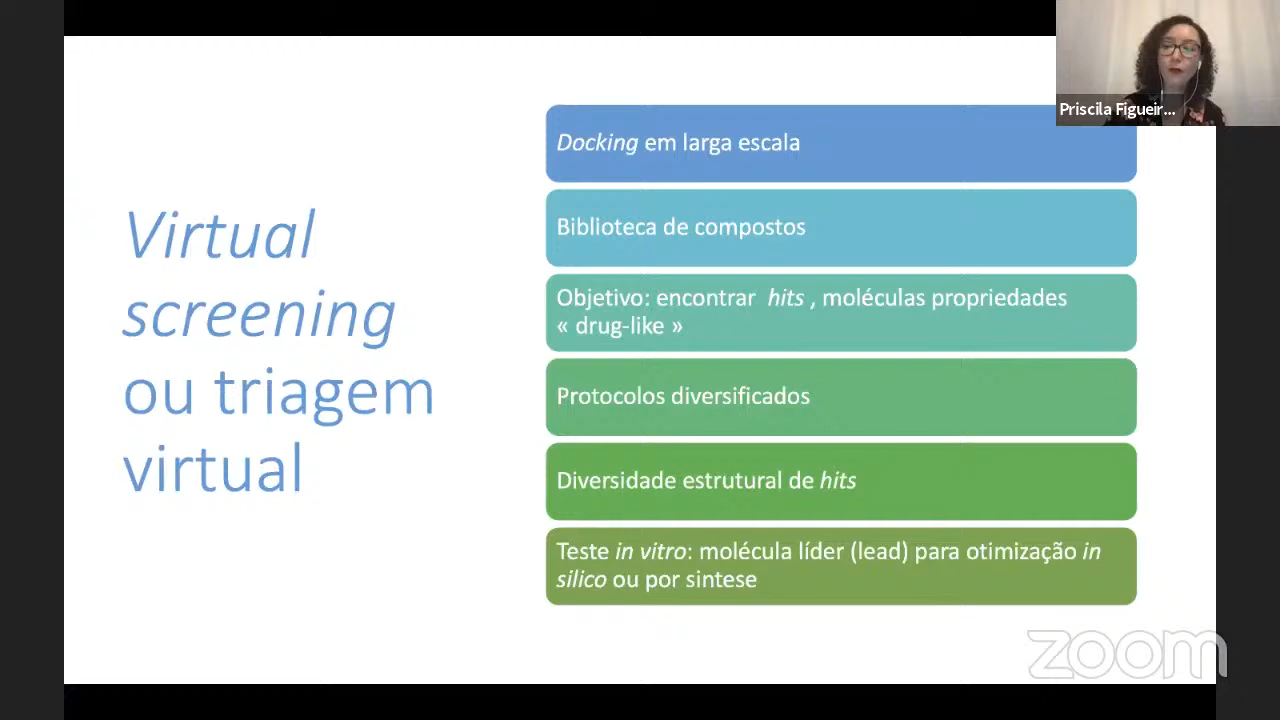 Virtual
screening
ou triagem
virtual
Docking em larga escala
Biblioteca de compostos
Objetivo: encontrar hits , moléculas propriedades
« drug-like »
Protocolos diversificados
Diversidade estrutural de hits
Teste in vitro: molécula líder (lead) para otimização in
silico ou por sintese
Priscila Figueir...
zoom